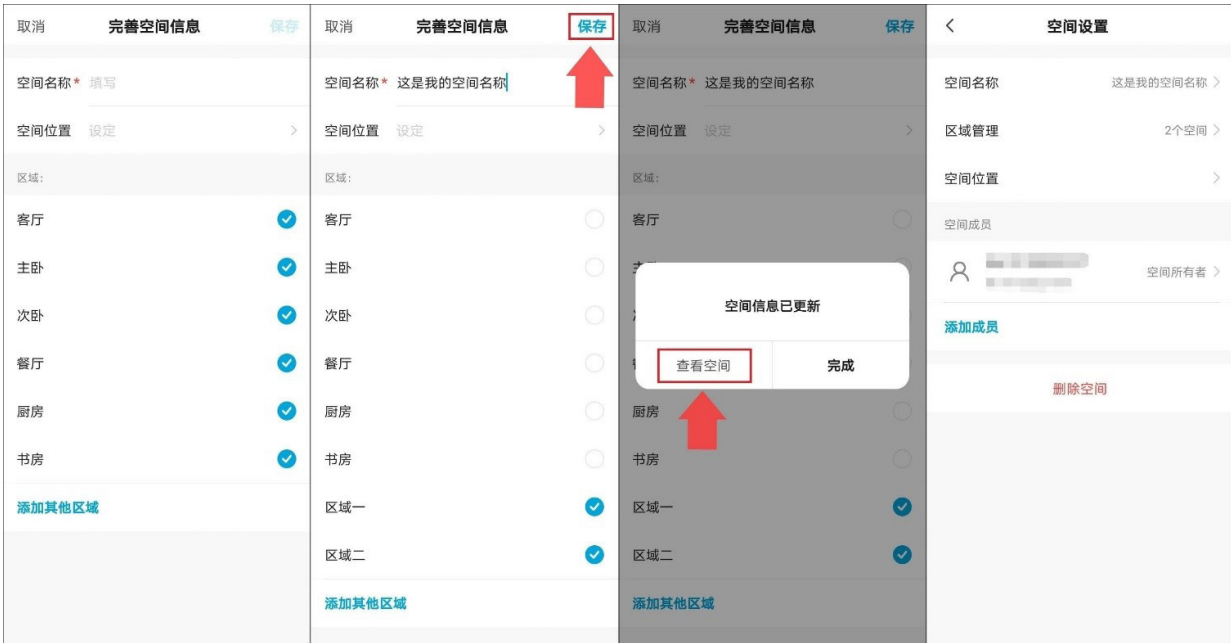 取消 完善空间信息 保存
空间名称* 填写
空间位置 设定
区域:
客厅
主卧
次卧
餐厅
厨房
书房
添加其他区域
取消 完善空间信息 保存
空间名称* 这是我的空间名称
空间位置 设定
区域:
客厅
主卧
次卧
餐厅
厨房
书房
区域一
区域二
添加其他区域
取消 完善空间信息 保存
空间名称* 这是我的空间名称
空间位置 设定
区域:
客厅
空间信息已更新
查看空间 完成
厨房
书房
区域一
区域二
添加其他区域
空间设置
空间名称 这是我的空间名称
区域管理 2个空间
空间位置
空间成员
空间所有者
添加成员
删除空间